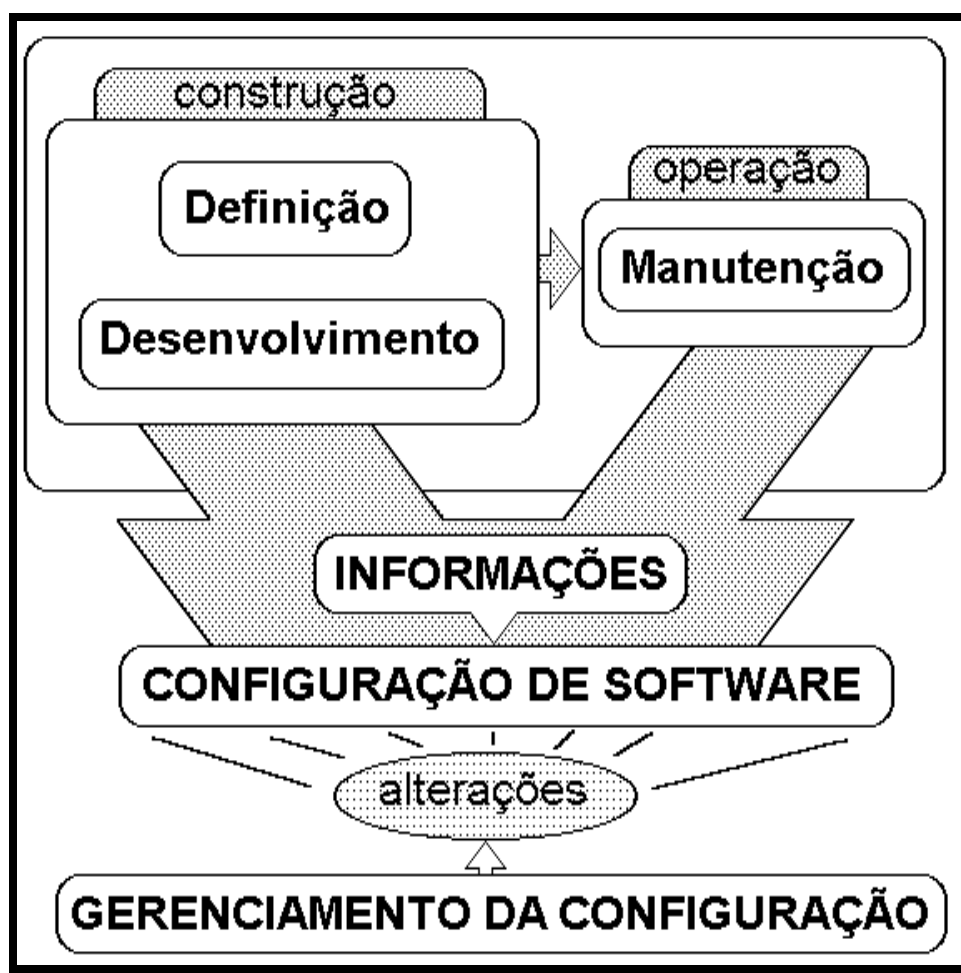 construção
Definição
Desenvolvimento
operação
Manutenção
INFORMAÇÕES
CONFIGURAÇÃO DE SOFTWARE
alterações
GERENCIAMENTO DA CONFIGURAÇÃO